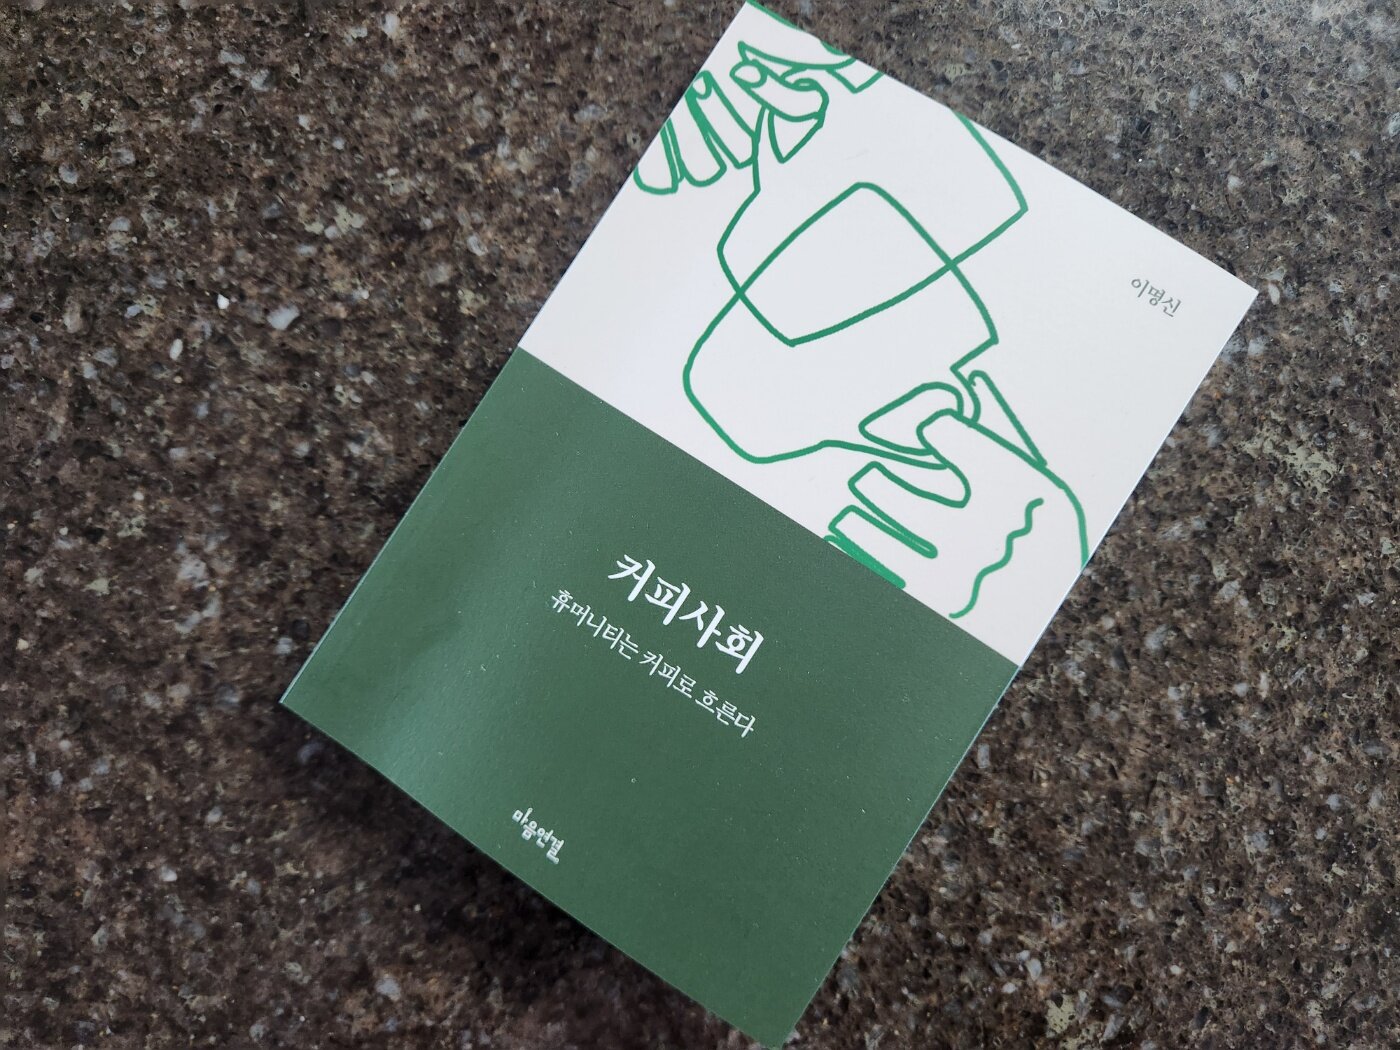 이명신
커피사회
휴머니티는 커피로 흐른다
마음연결